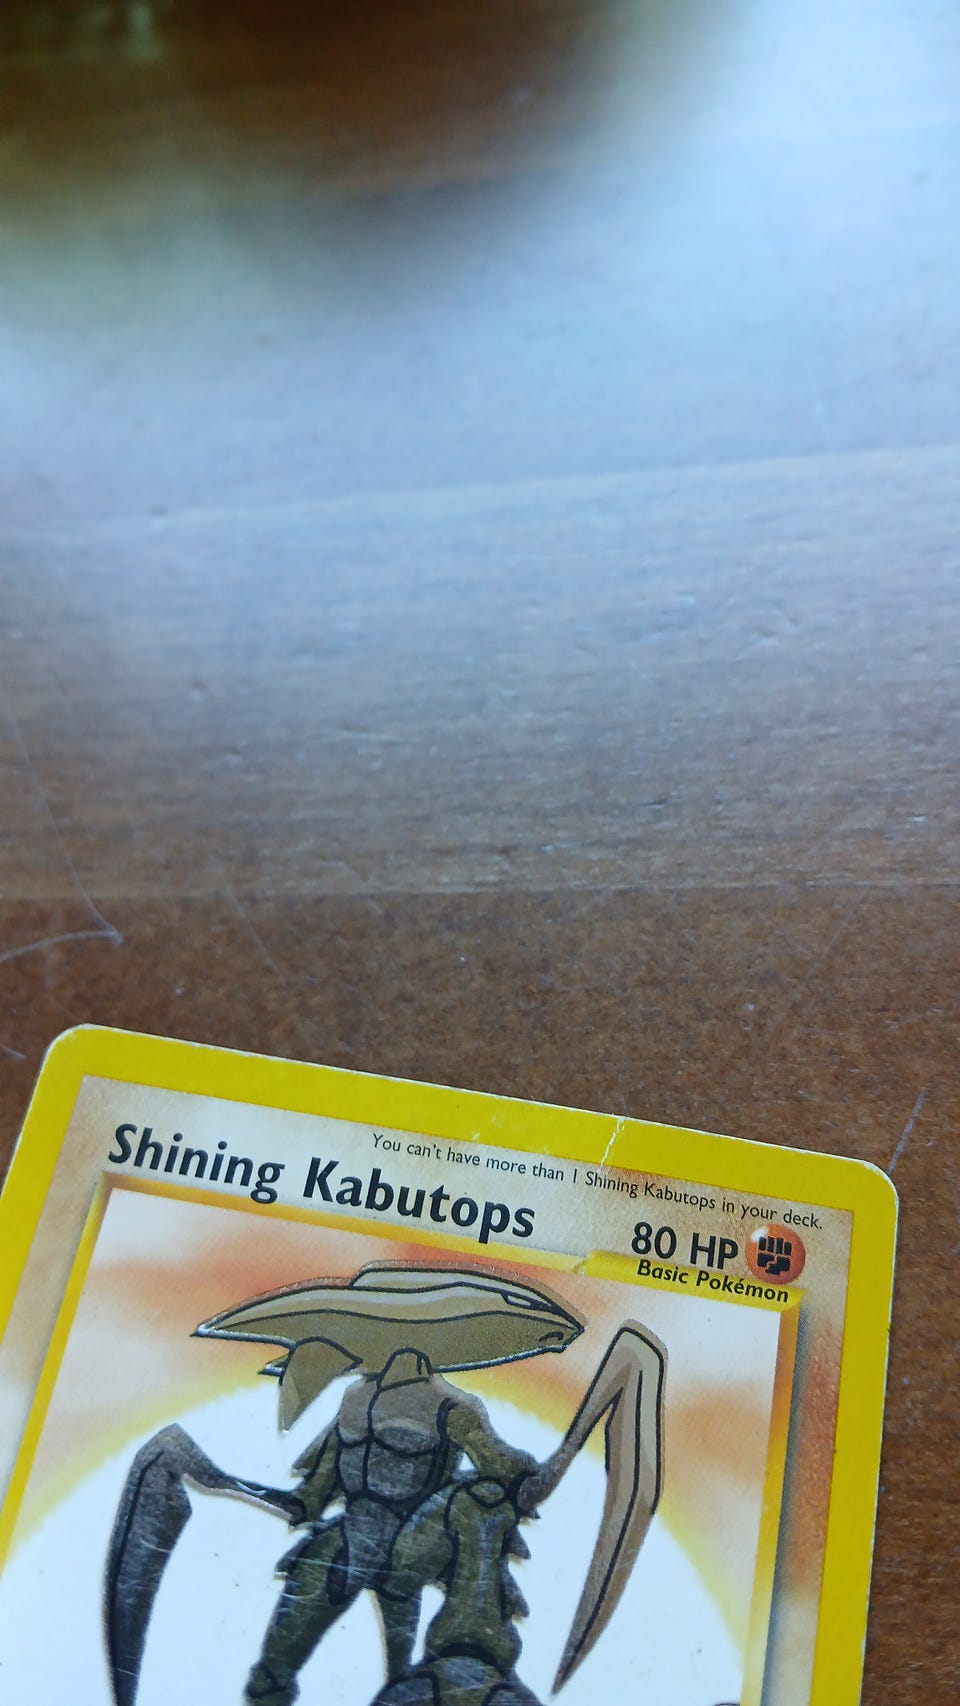 You can't have more than 1 Shining Kabutops in your deck.
Shining Kabutops
80 HP
Basic Pokémon